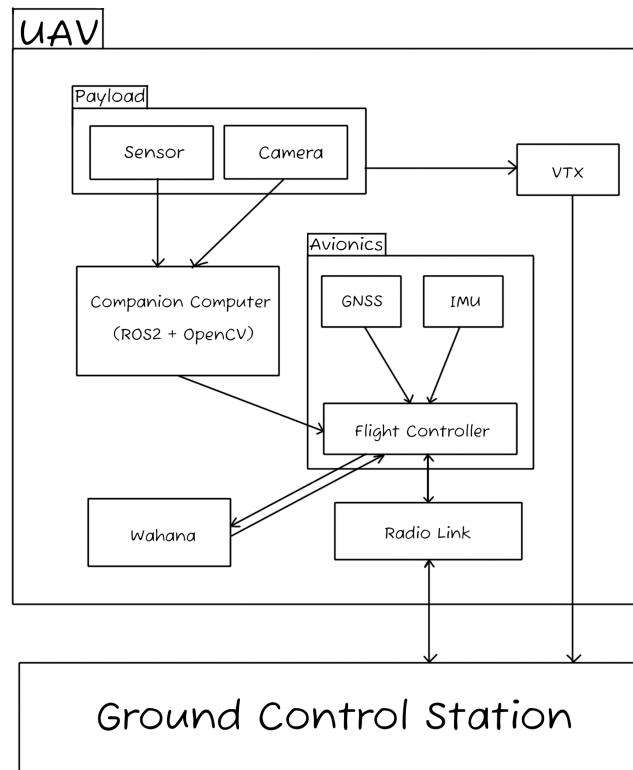 UAV
Payload
Sensor
Camera
VTX
Avionics
Companion Computer
(ROS2 + OpenCV)
GNSS
IMU
Flight Controller
Wahana
Radio Link
Ground Control Station